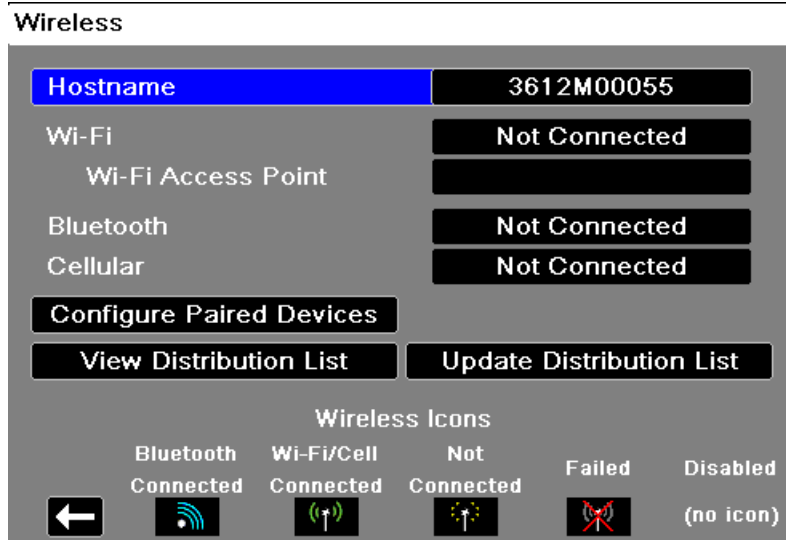 Wireless
Hostname 3612M00055
Wi-Fi Not Connected
Wi-Fi Access Point
Bluetooth Not Connected
Cellular Not Connected
Configure Paired Devices
View Distribution List Update Distribution List
Wireless Icons
Bluetooth Connected
Wi-Fi/Cell Connected
Not Connected
Failed
Disabled
(no icon)